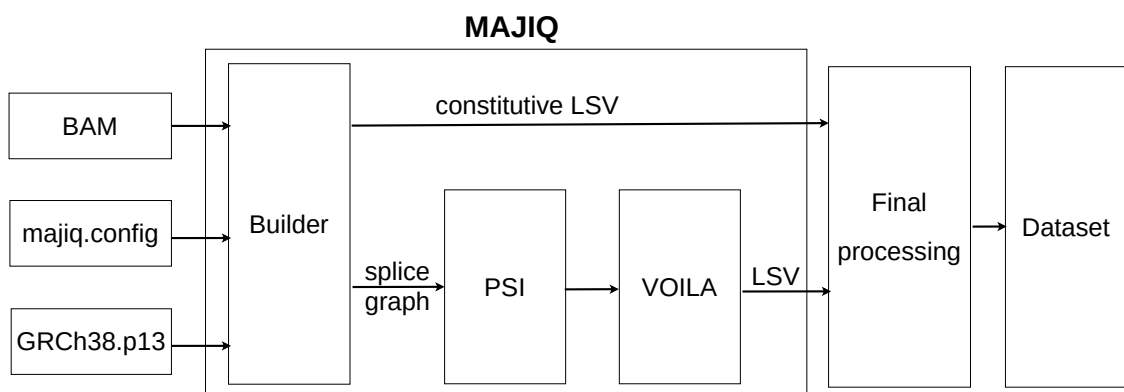 MAJIQ
BAM
majiq.config
GRCh38.p13
Builder
constitutive LSV
splice
graph
PSI
VOILA
LSV
Final
processing
Dataset